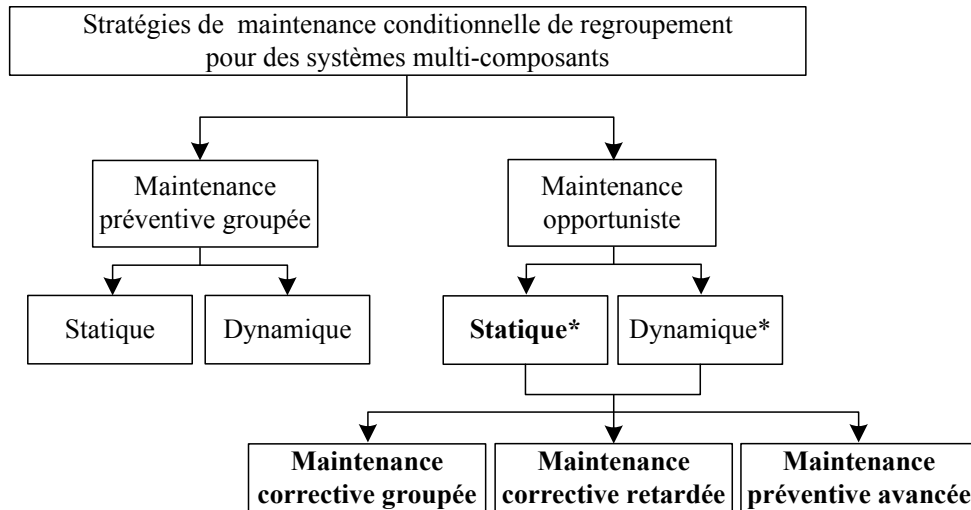 Stratégies de maintenance conditionnelle de regroupement
pour des systèmes multi-composants
Maintenance
préventive groupée
Maintenance
opportuniste
Statique
Dynamique
Statique*
Dynamique*
Maintenance
corrective groupée
Maintenance
corrective retardée
Maintenance
préventive avancée